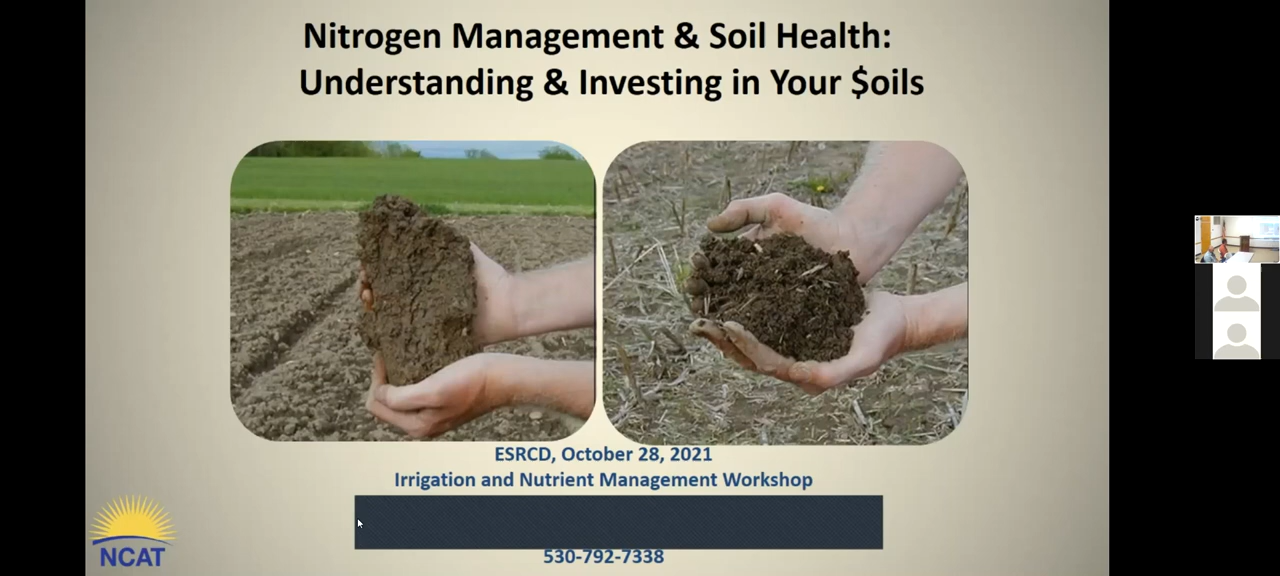 Nitrogen Management & Soil Health:
Understanding & Investing in Your $oils
ESRCD, October 28, 2021
Irrigation and Nutrient Management Workshop
530-792-7338
NCAT